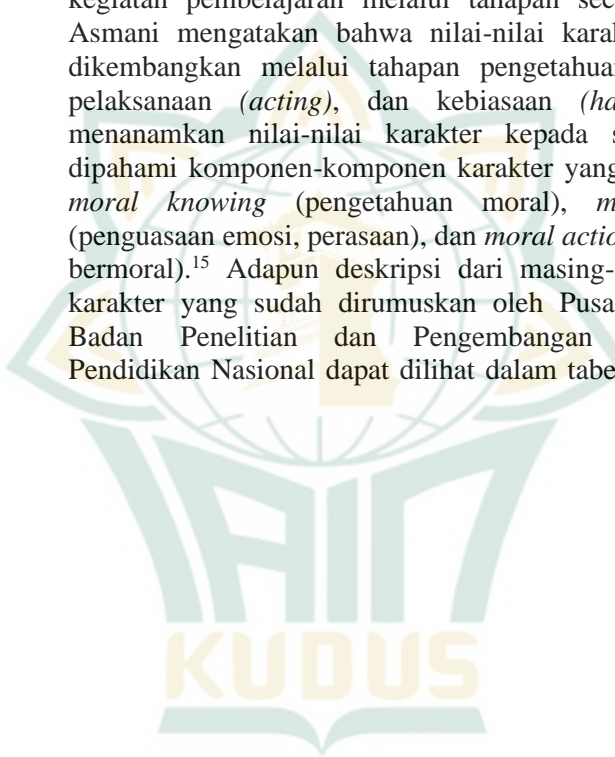 kegiatan pembelajaran melalui tahapan sec
Asmani mengatakan bahwa nilai-nilai karak
dikembangkan melalui tahapan pengetahuan
pelaksanaan (acting), dan kebiasaan (ha
menanamkan nilai-nilai karakter kepada s
dipahami komponen-komponen karakter yang
moral knowing (pengetahuan moral), m
(penguasaan emosi, perasaan), dan moral actio
bermoral).15 Adapun deskripsi dari masing-
karakter yang sudah dirumuskan oleh Pusa
Badan Penelitian dan Pengembangan
Pendidikan Nasional dapat dilihat dalam tabe
IAIN
KUDUS